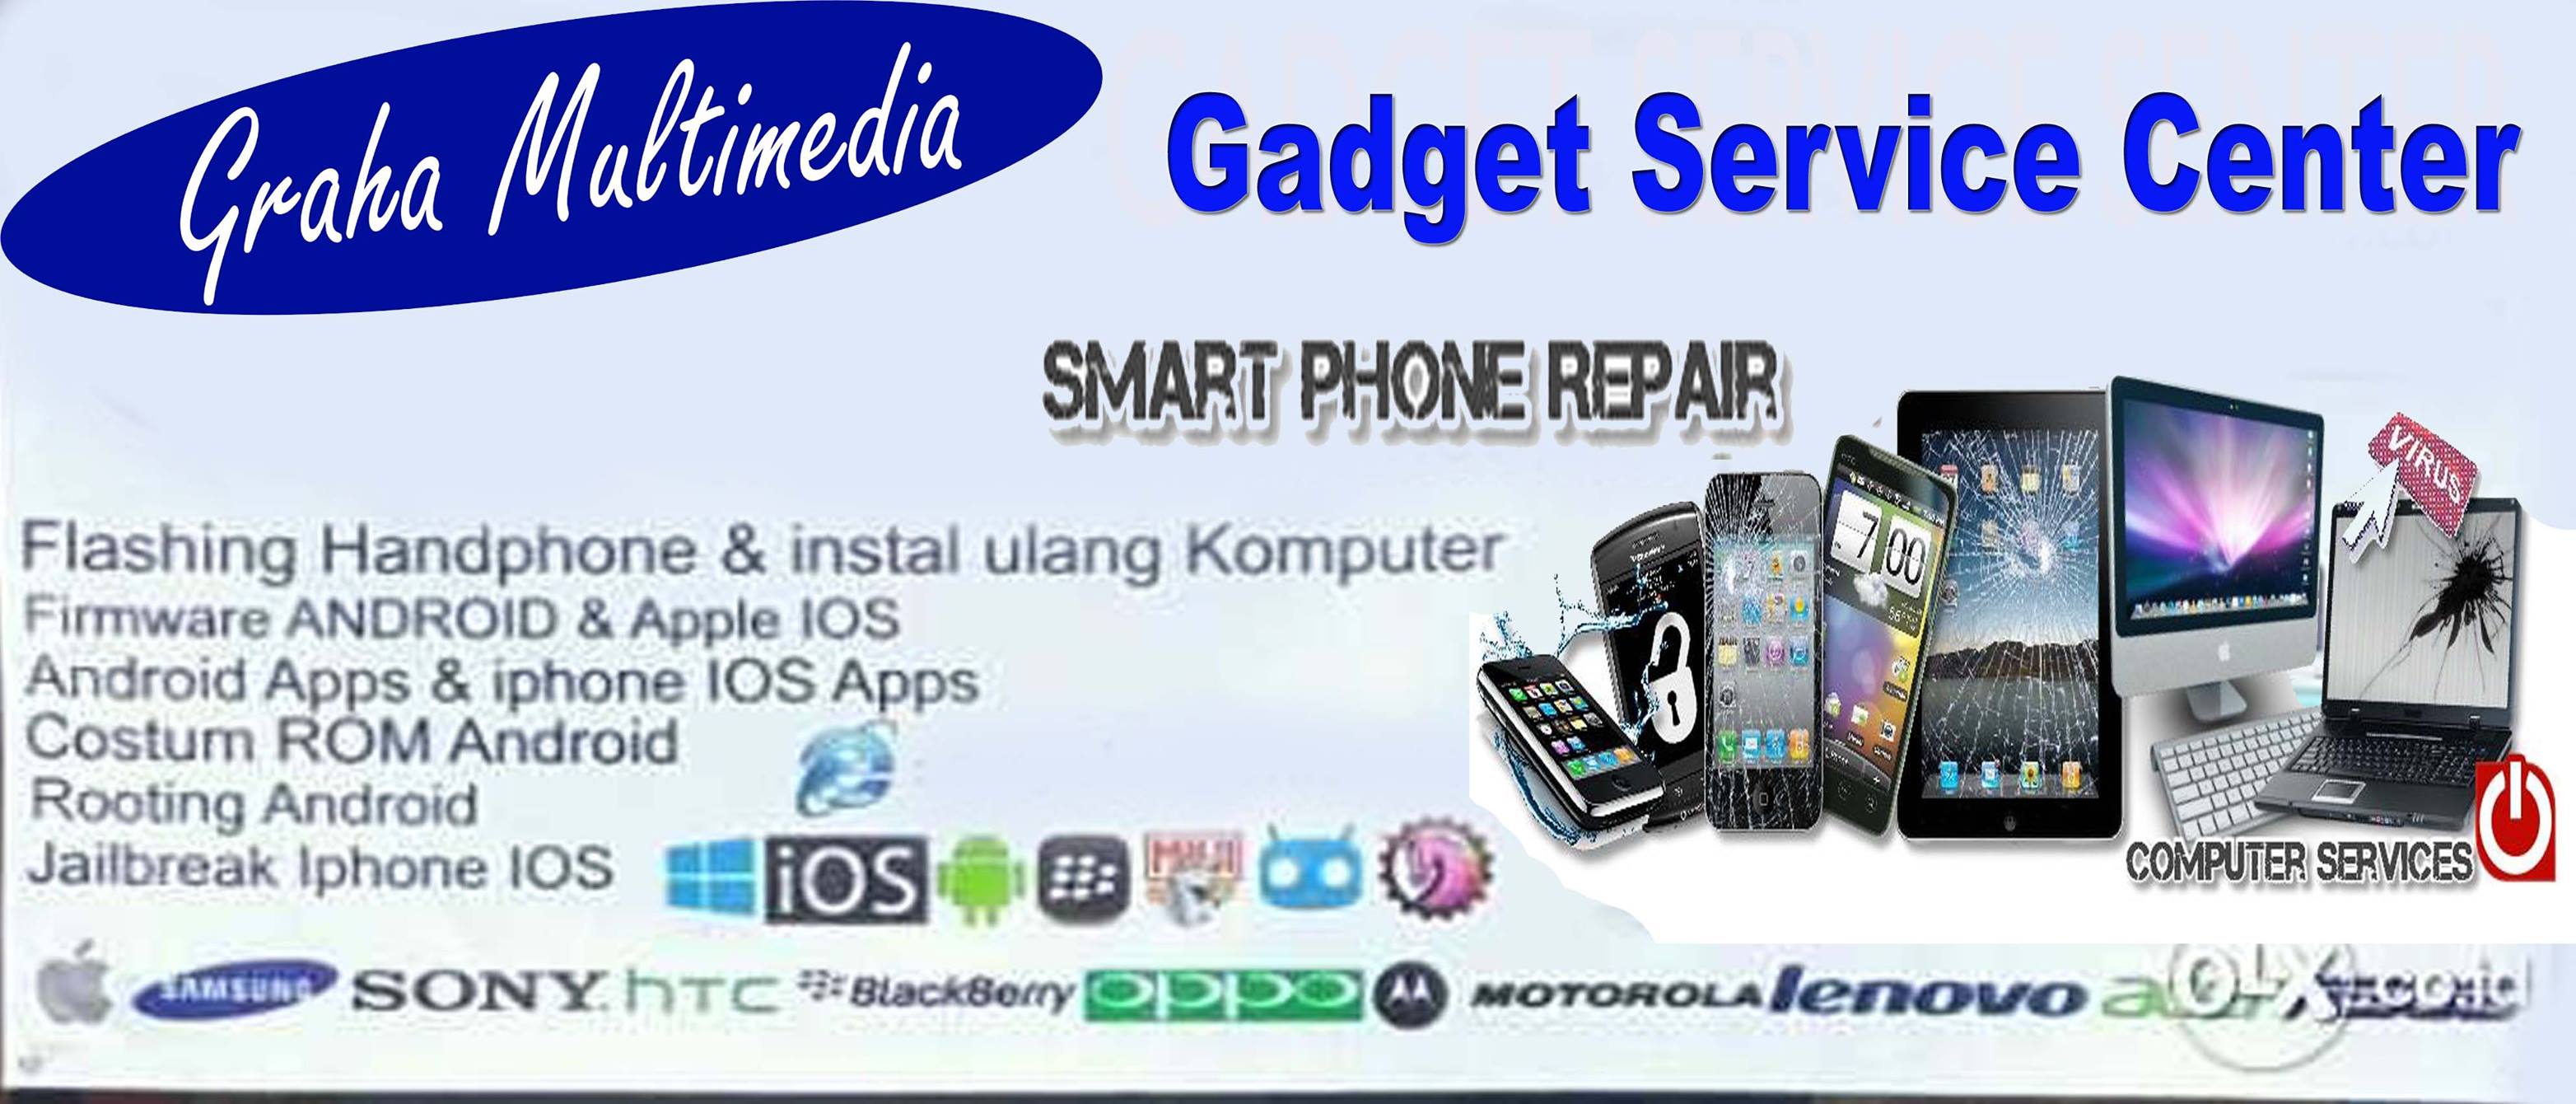 Graha Multimedia
Gadget Service Center
SMART PHONE REPAIR
Flashing Handphone & instal ulang Komputer
Firmware ANDROID & Apple IOS
Android Apps & iphone IOS Apps
Costum ROM Android
Rooting Android
Jailbreak Iphone IOS
iOS
VIRUS
7 00
COMPUTER SERVICES
SAMSUNG SONY hTC BlackBerry oppo MOTOROLA lenovo
OLX